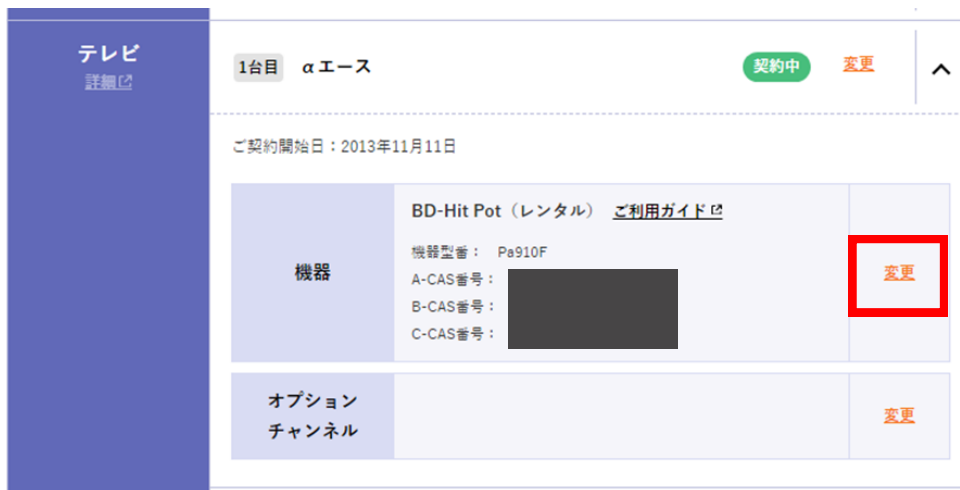 テレビ
詳細
1台目 αエース 契約中 変更
ご契約開始日：2013年11月11日
機器
BD-Hit Pot（レンタル） ご利用ガイド
機器型番： Pa910F
A-CAS番号：
B-CAS番号：
C-CAS番号：
変更
オプション
チャンネル
変更